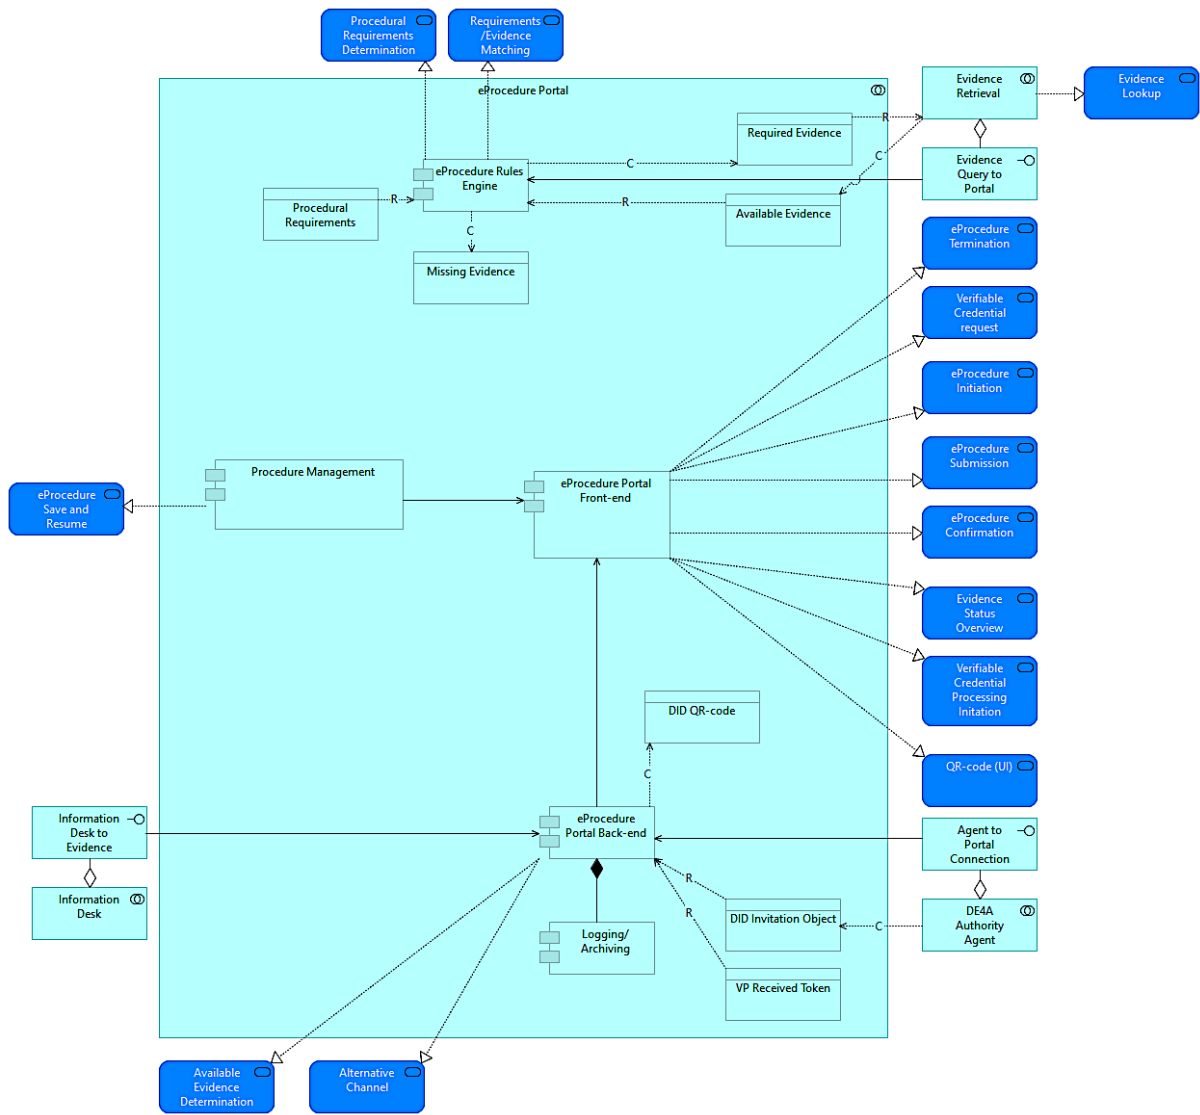 Procedural
Requirements
Determination
Requirements
/Evidence
Matching
eProcedure Portal
Evidence
Retrieval
Evidence
Lookup
Required Evidence
R
C
C
eProcedure Rules
Engine
Evidence
Query to
Portal
R
R
Procedural
Requirements
Available Evidence
C
Missing Evidence
eProcedure
Termination
Verifiable
Credential
request
eProcedure
Initiation
eProcedure
Submission
Procedure Management
eProcedure Portal
Front-end
eProcedure
Save and
Resume
eProcedure
Confirmation
Evidence
Status
Overview
Verifiable
Credential
Processing
Initation
DID QR-code
C
QR-code (UI)
Information
Desk to
Evidence
eProcedure
Portal Back-end
Agent to
Portal
Connection
Information
Desk
R
R
DID Invitation Object
C
DE4A
Authority
Agent
Logging/
Archiving
VP Received Token
Available
Evidence
Determination
Alternative
Channel